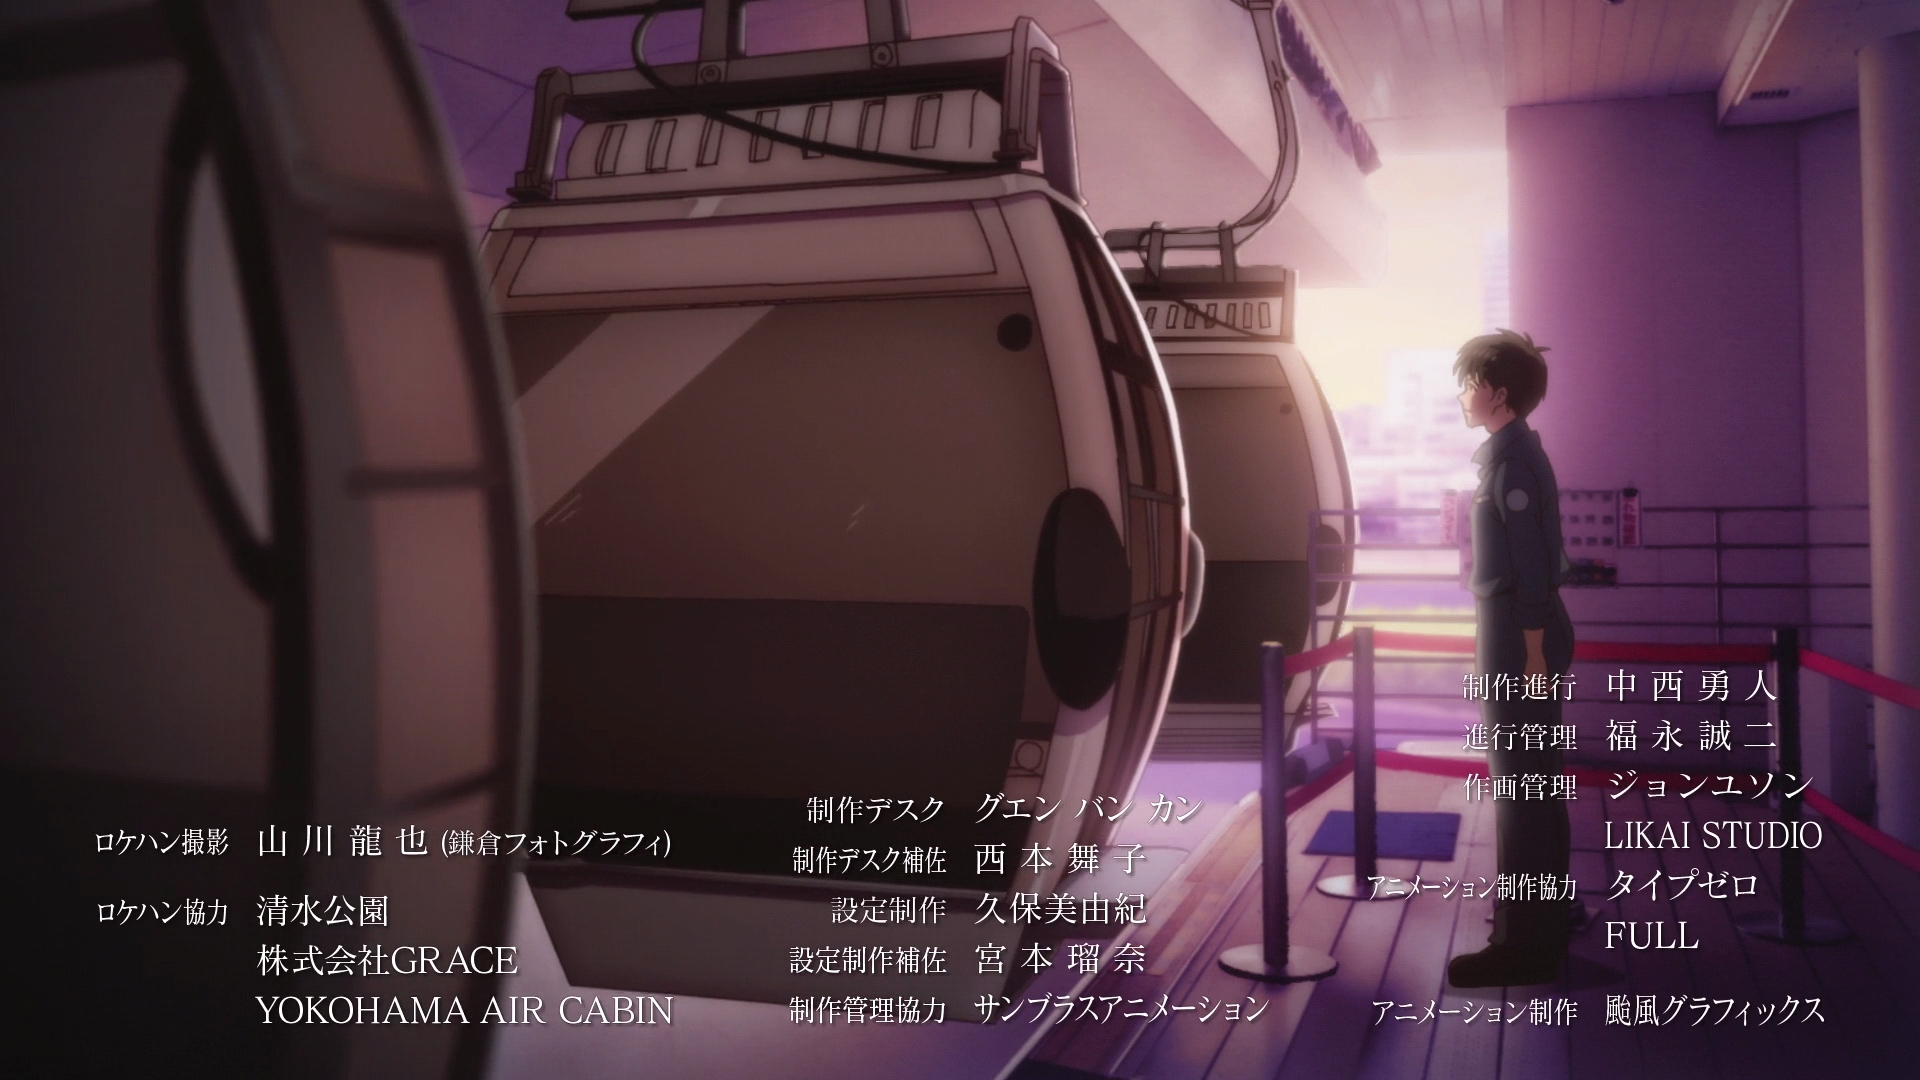 ロケハン撮影 山川龍也 (鎌倉フォトグラフィ)
ロケハン協力 清水公園
株式会社GRACE
YOKOHAMA AIR CABIN
制作デスク グエン バン カン
制作デスク補佐 西本舞子
設定制作 久保美由紀
設定制作補佐 宮本瑠奈
制作管理協力 サンブラスアニメーション
制作進行 中西勇人
進行管理 福永誠二
作画管理 ジョンユソン
LIKAI STUDIO
アニメーション制作協力 タイプゼロ
FULL
アニメーション制作 颱風グラフィックス